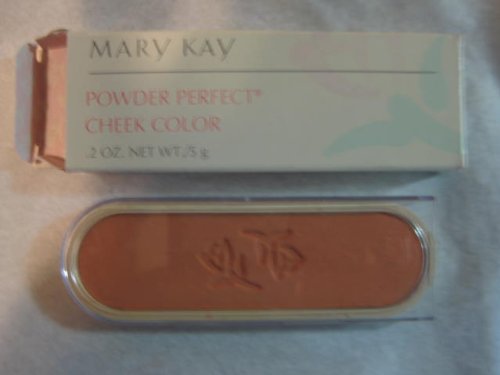 MARY KAY
POWDER PERFECT®
CHEEK COLOR
.2 OZ. NET WT./5 g